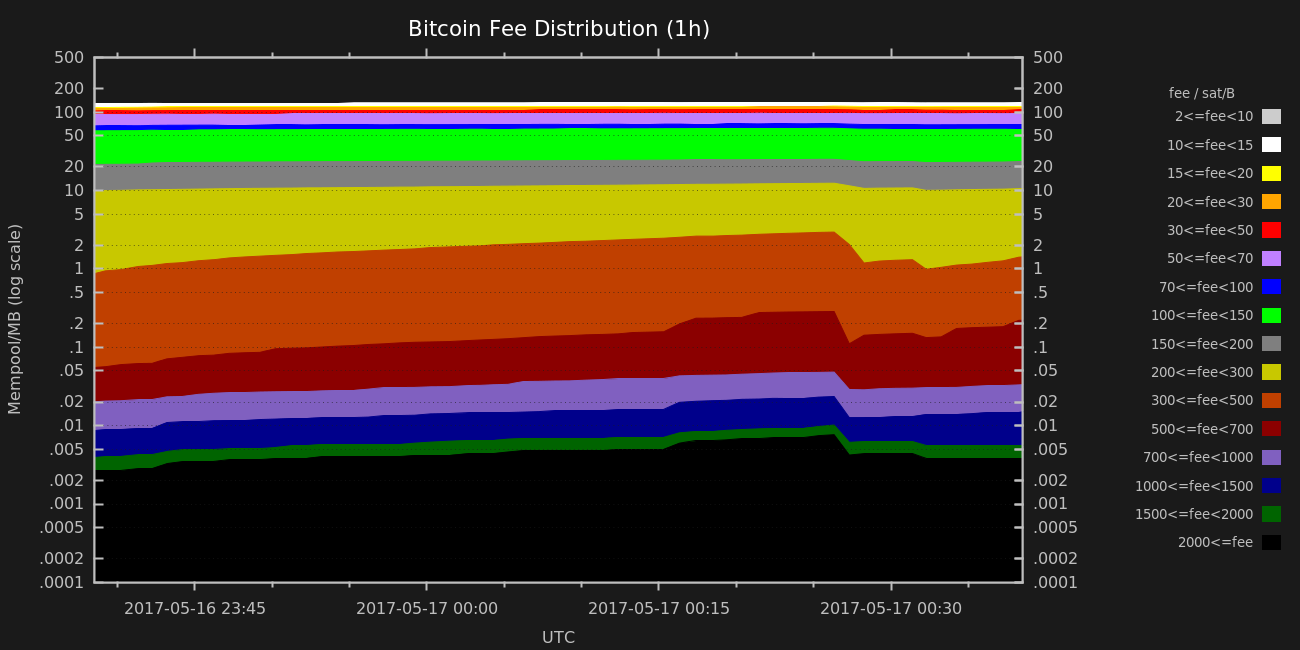 Bitcoin Fee Distribution (1h)
500
200
100
50
20
10
5
2
1
.5
.2
.1
.05
.02
.01
.005
.002
.001
.0005
.0002
.0001
Mempool/MB (log scale)
500
200
100
50
20
10
5
2
1
.5
.2
.1
.05
.02
.01
.005
.002
.001
.0005
.0002
.0001
2017-05-16 23:45
2017-05-17 00:00
2017-05-17 00:15
2017-05-17 00:30
UTC
fee / sat/B
2<=fee<10
10<=fee<15
15<=fee<20
20<=fee<30
30<=fee<50
50<=fee<70
70<=fee<100
100<=fee<150
150<=fee<200
200<=fee<300
300<=fee<500
500<=fee<700
700<=fee<1000
1000<=fee<1500
1500<=fee<2000
2000<=fee